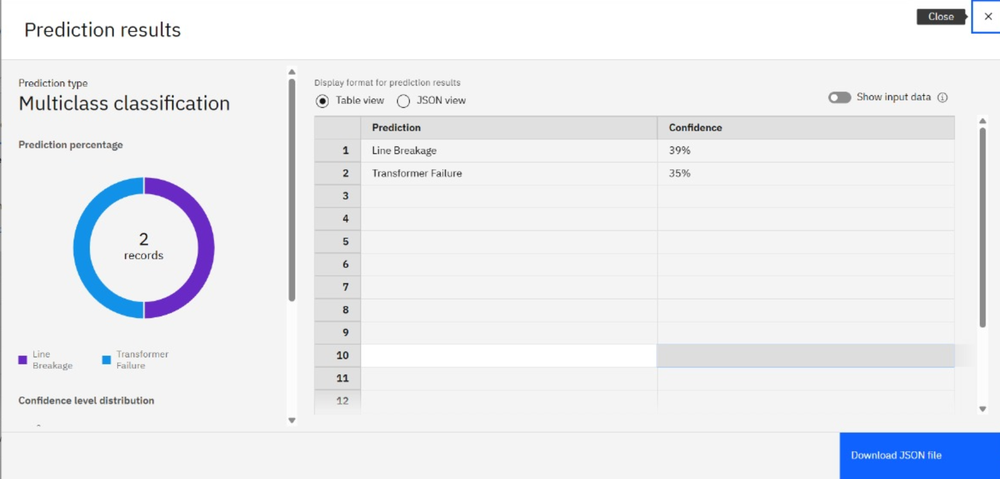 Close
Prediction results
Prediction type
Multiclass classification
Prediction percentage
2
records
Line
Breakage
Transformer
Failure
Confidence level distribution
Display format for prediction results
Table view JSON view
Show input data
Prediction Confidence
1 Line Breakage 39%
2 Transformer Failure 35%
3
4
5
6
7
8
9
10
11
12
Download JSON file